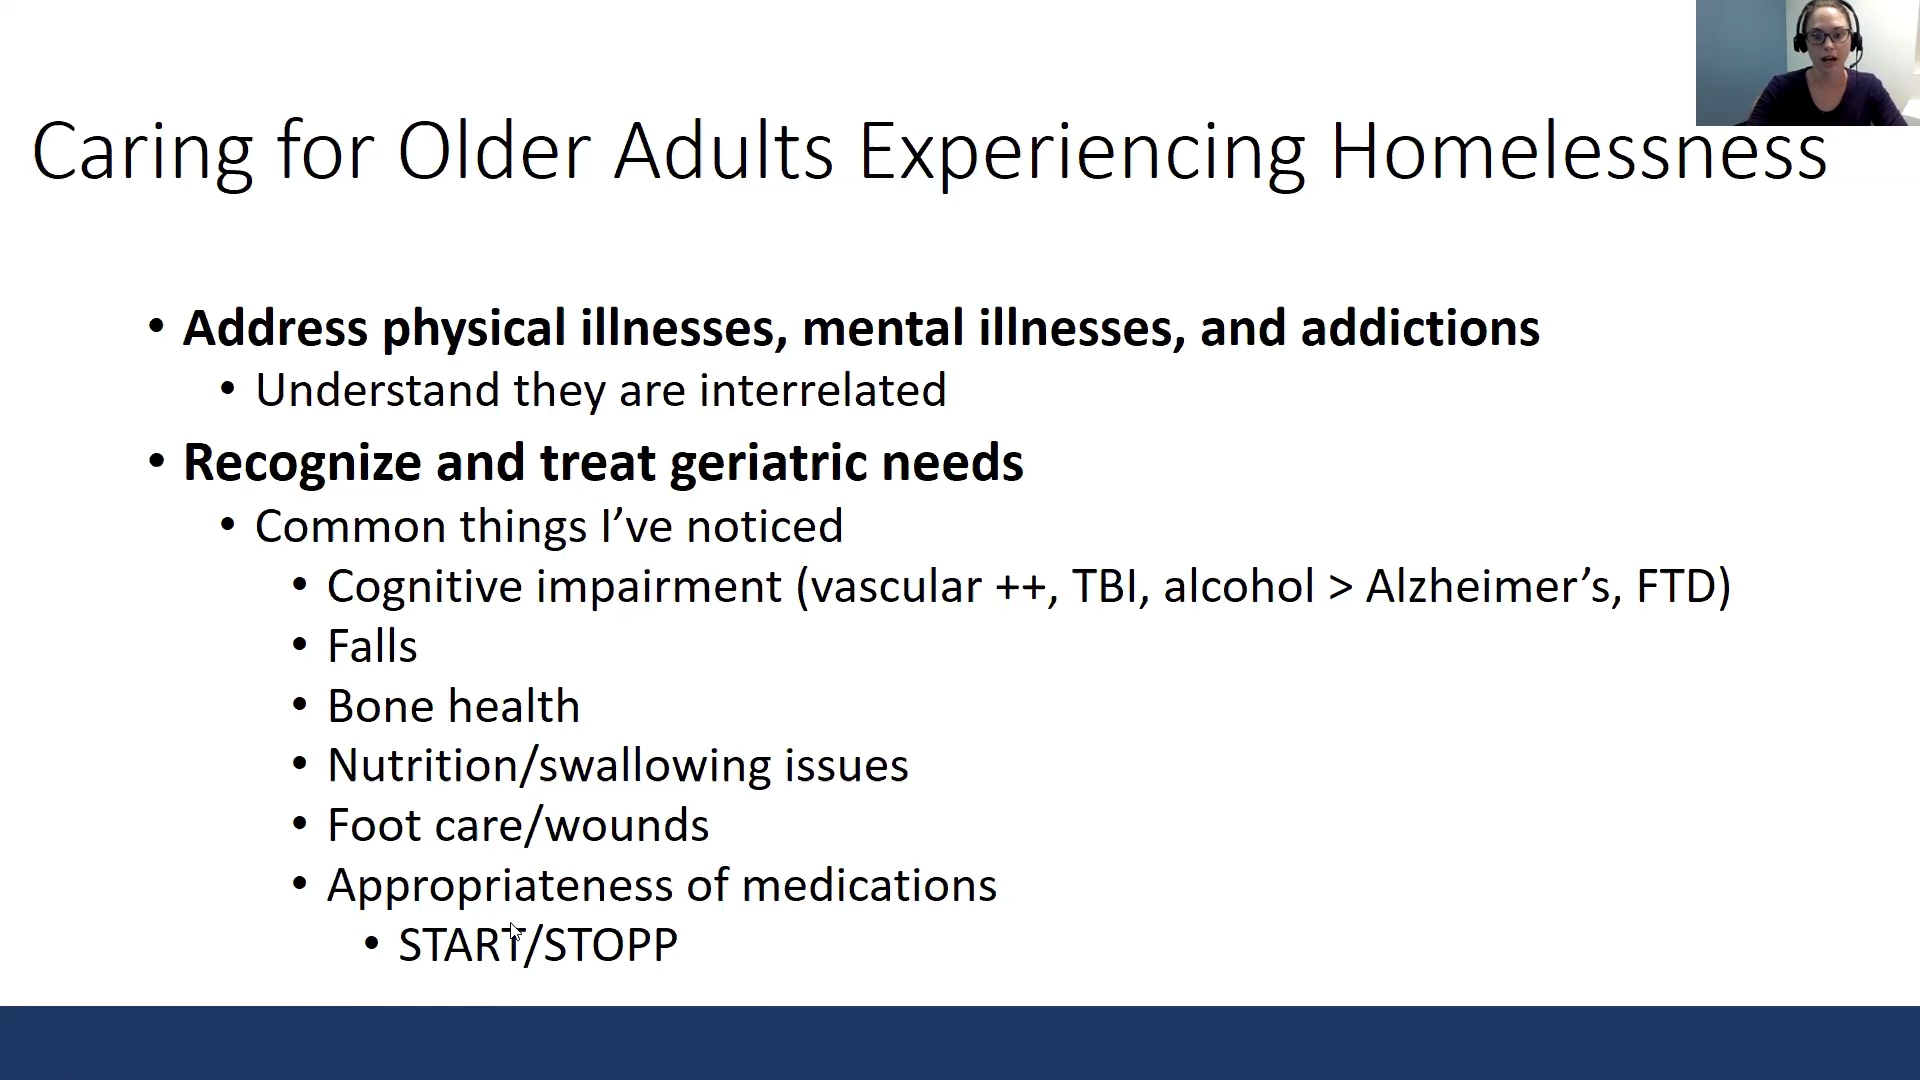 Caring for Older Adults Experiencing Homelessness
• Address physical illnesses, mental illnesses, and addictions
• Understand they are interrelated
• Recognize and treat geriatric needs
• Common things I’ve noticed
• Cognitive impairment (vascular ++, TBI, alcohol > Alzheimer’s, FTD)
• Falls
• Bone health
• Nutrition/swallowing issues
• Foot care/wounds
• Appropriateness of medications
• START/STOPP